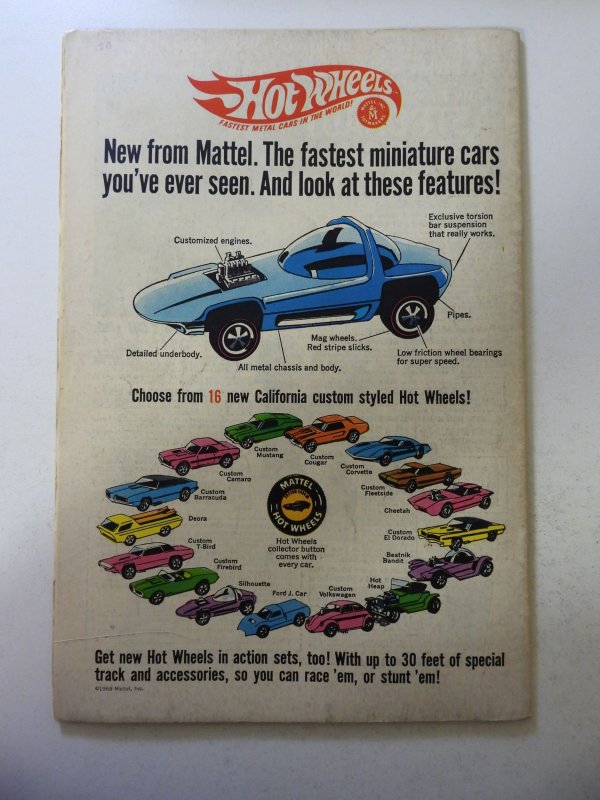 Hot Wheels
FASTEST METAL CARS IN THE WORLD!
MATTEL, INC.
M
TOYMAKERS
New from Mattel. The fastest miniature cars
you've ever seen. And look at these features!
Customized engines.
Exclusive torsion
bar suspension
that really works.
Pipes.
Mag wheels.
Red stripe slicks.
Detailed underbody.
All metal chassis and body.
Low friction wheel bearings
for super speed.
Choose from 16 new California custom styled Hot Wheels!
Custom
Mustang
Custom
Cougar
Custom
Camaro
Custom
Corvette
Custom
Barracuda
Custom
Fleetside
Cheetah
Deora
Custom
El Dorado
Custom
T-Bird
Beatnik
Bandit
Custom
Firebird
Silhouette
Ford J. Car
Custom
Volkswagen
Hot
Heap
MATTEL
HOT WHEELS
Hot Wheels
collector button
comes with
every car.
Get new Hot Wheels in action sets, too! With up to 30 feet of special
track and accessories, so you can race 'em, or stunt 'em!
©1968 Mattel, Inc.